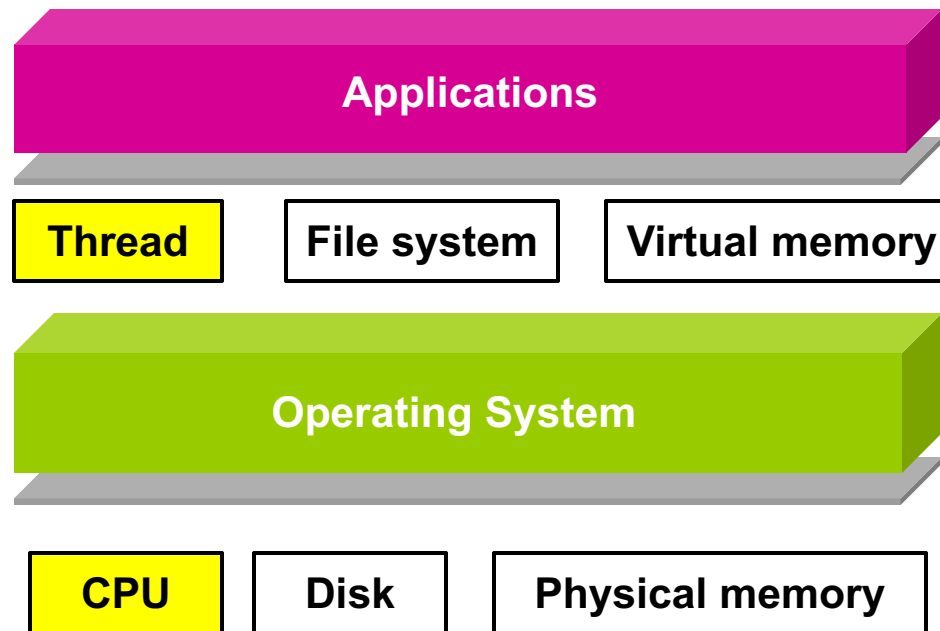 Applications
Thread File system Virtual memory
Operating System
CPU Disk Physical memory